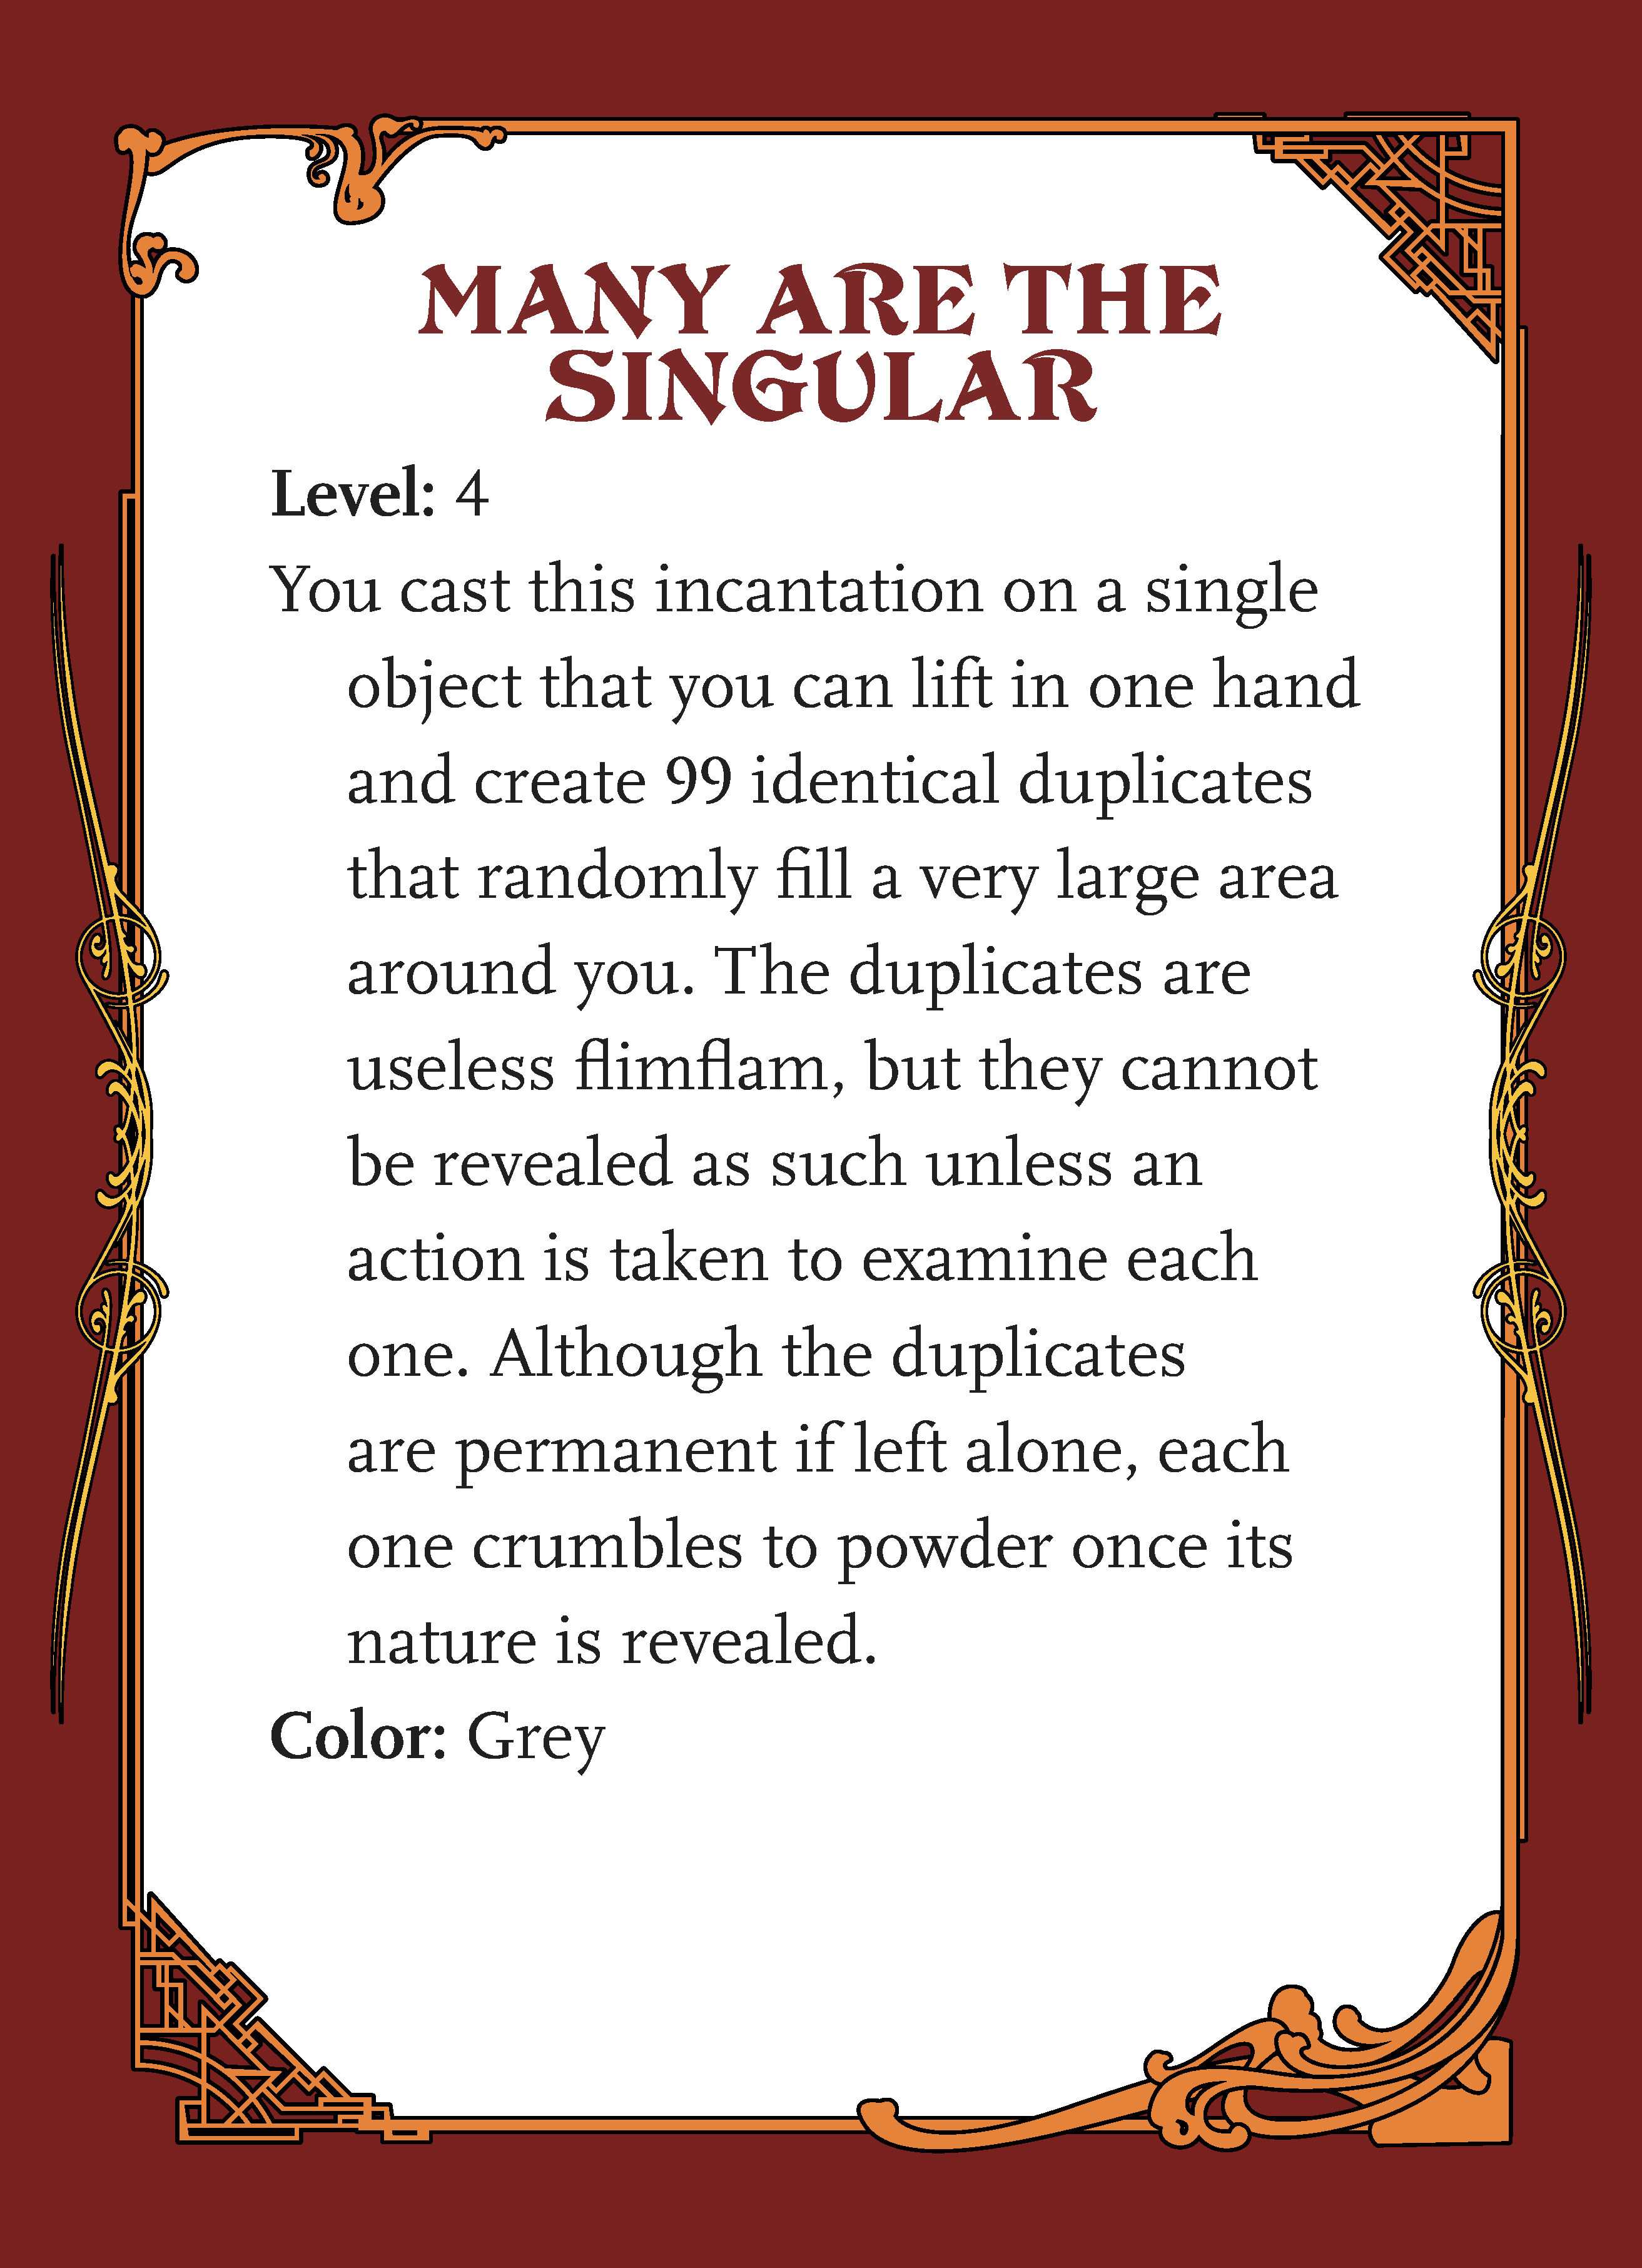 MANY ARE THE
SINGULAR
Level: 4
You cast this incantation on a single
object that you can lift in one hand
and create 99 identical duplicates
that randomly fill a very large area
around you. The duplicates are
useless flimflam, but they cannot
be revealed as such unless an
action is taken to examine each
one. Although the duplicates
are permanent if left alone, each
one crumbles to powder once its
nature is revealed.
Color: Grey